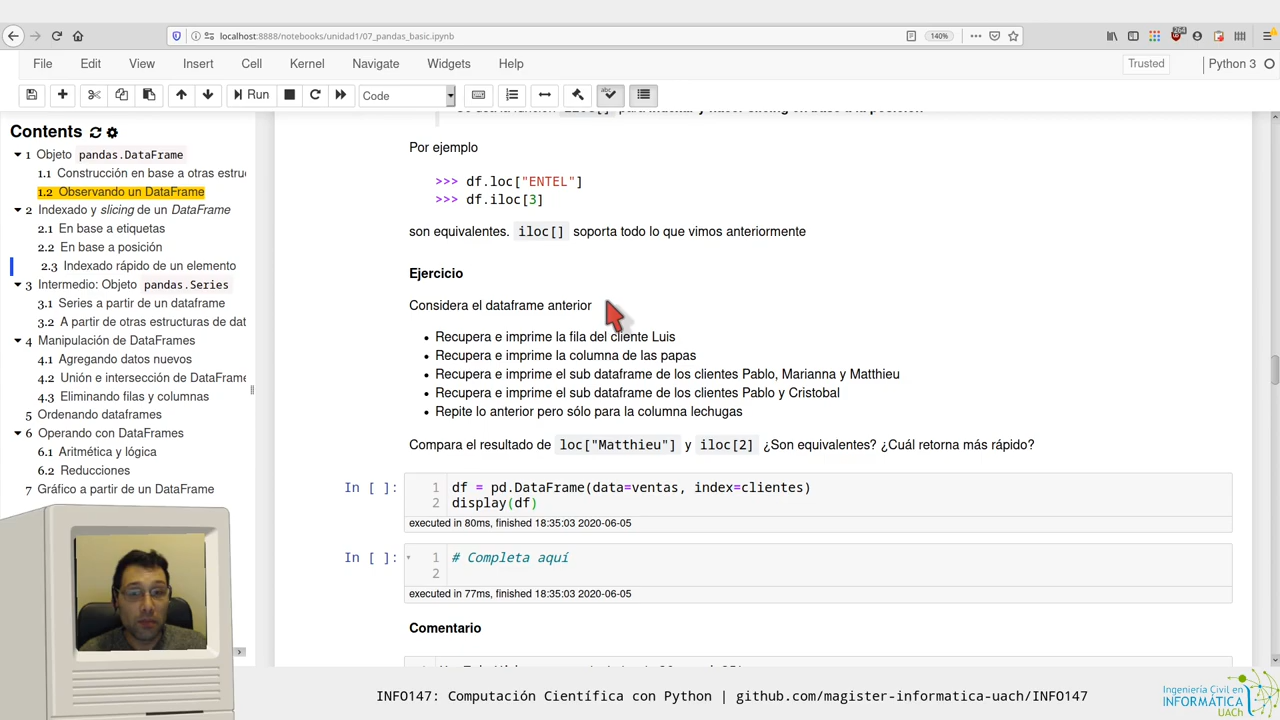 localhost:8888/notebooks/unidad1/07_pandas_basic.ipynb
140%
File Edit View Insert Cell Kernel Navigate Widgets Help
Trusted
Python 3
Run
Code
Contents
1 Objeto pandas.DataFrame
1.1 Construcción en base a otras estru
1.2 Observando un DataFrame
2 Indexado y slicing de un DataFrame
2.1 En base a etiquetas
2.2 En base a posición
2.3 Indexado rápido de un elemento
3 Intermedio: Objeto pandas.Series
3.1 Series a partir de un dataframe
3.2 A partir de otras estructuras de dat
4 Manipulación de DataFrames
4.1 Agregando datos nuevos
4.2 Unión e intersección de DataFrame
4.3 Eliminando filas y columnas
5 Ordenando dataframes
6 Operando con DataFrames
6.1 Aritmética y lógica
6.2 Reducciones
7 Gráfico a partir de un DataFrame
Por ejemplo
>>> df.loc["ENTEL"]
>>> df.iloc[3]
son equivalentes. iloc[] soporta todo lo que vimos anteriormente
Ejercicio
Considera el dataframe anterior
• Recupera e imprime la fila del cliente Luis
• Recupera e imprime la columna de las papas
• Recupera e imprime el sub dataframe de los clientes Pablo, Marianna y Matthieu
• Recupera e imprime el sub dataframe de los clientes Pablo y Cristobal
• Repite lo anterior pero sólo para la columna lechugas
Compara el resultado de loc["Matthieu"] y iloc[2] ¿Son equivalentes? ¿Cuál retorna más rápido?
In [ ]:
1 df = pd.DataFrame(data=ventas, index=clientes)
2 display(df)
executed in 80ms, finished 18:35:03 2020-06-05
In [ ]:
1 # Completa aquí
2
executed in 77ms, finished 18:35:03 2020-06-05
Comentario
INFO147: Computación Científica con Python | github.com/magister-informatica-uach/INFO147
Ingeniería Civil en
INFORMÁTICA
UACh